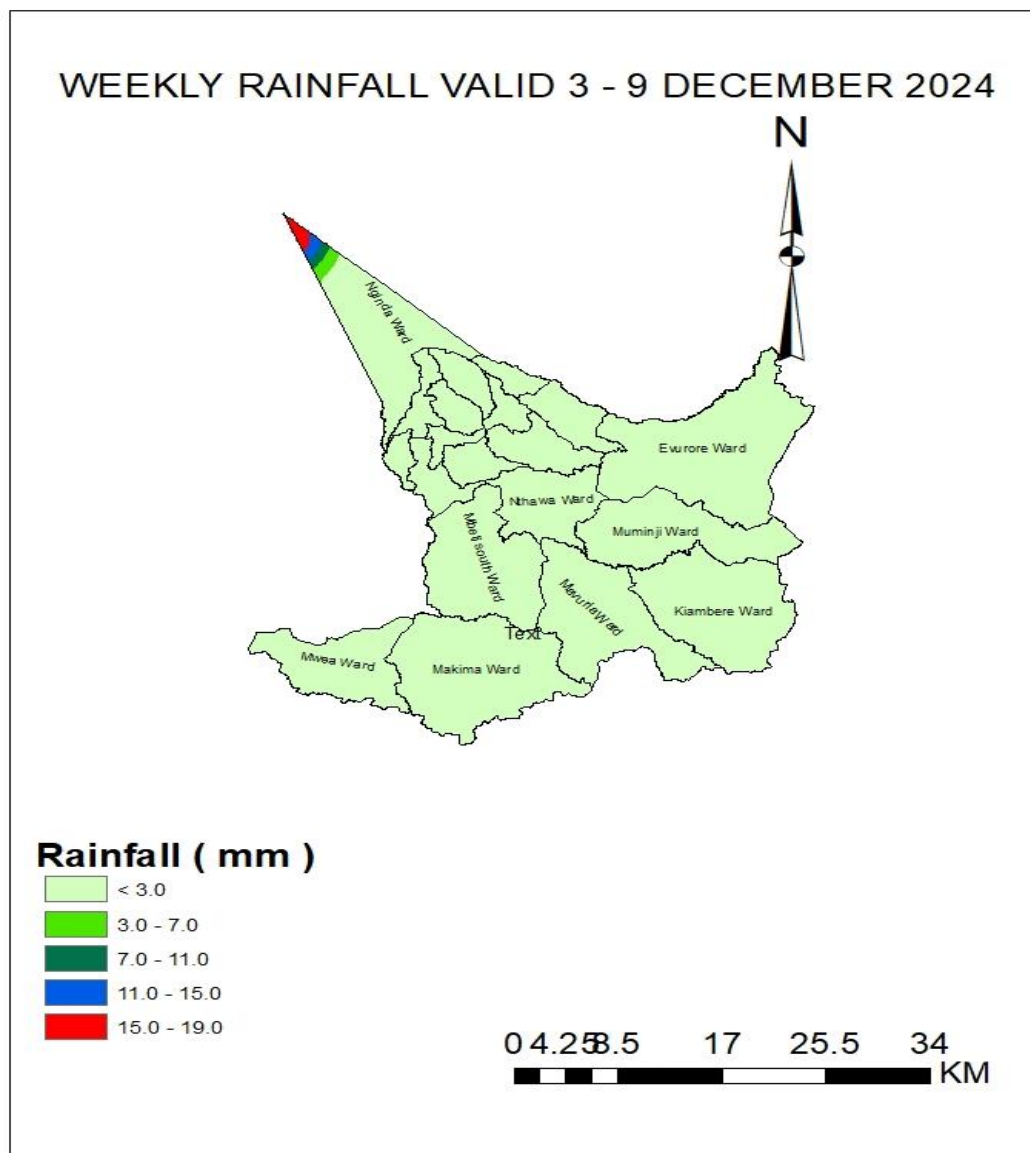 WEEKLY RAINFALL VALID 3 - 9 DECEMBER 2024
N
Nginda Ward
Evurore Ward
Nthawa Ward
Muminji Ward
Mbeti south Ward
Mavuria Ward
Kiambere Ward
Text
Mwea Ward
Makima Ward
Rainfall ( mm )
< 3.0
3.0 - 7.0
7.0 - 11.0
11.0 - 15.0
15.0 - 19.0
0 4.25 8.5 17 25.5 34
KM